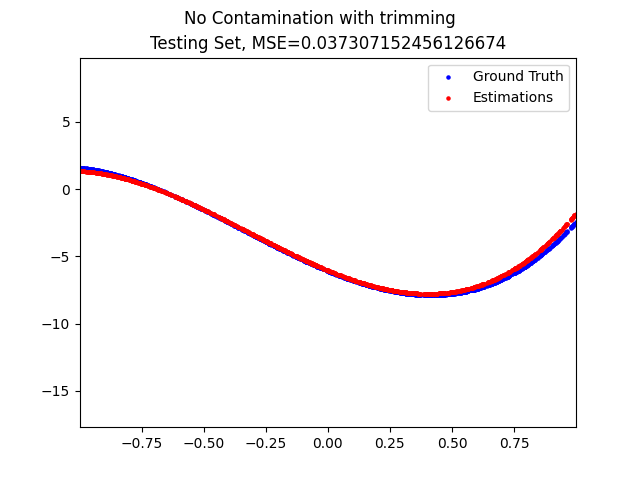 No Contamination with trimming
Testing Set, MSE=0.037307152456126674
Ground Truth
Estimations
5
0
−5
−10
−15
−0.75 −0.50 −0.25 0.00 0.25 0.50 0.75